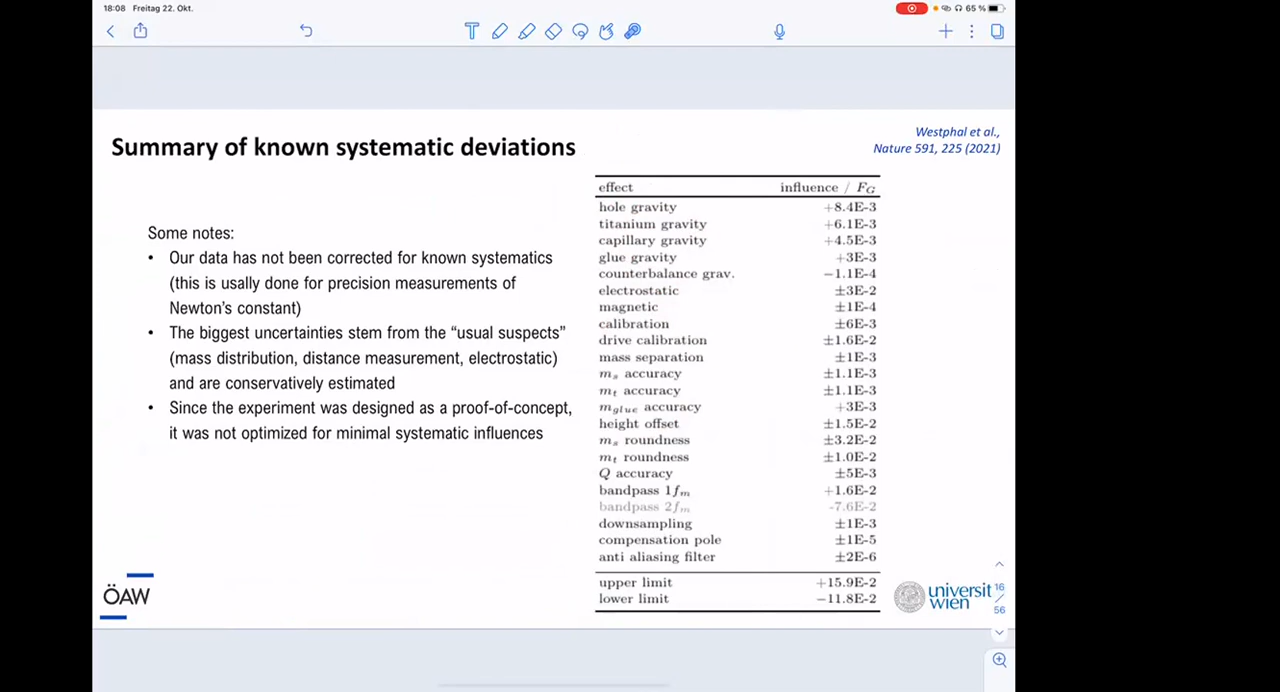 18:08 Freitag 22. Okt.
65 %
Summary of known systematic deviations
Westphal et al.,
Nature 591, 225 (2021)
Some notes:
• Our data has not been corrected for known systematics
(this is usally done for precision measurements of
Newton's constant)
• The biggest uncertainties stem from the “usual suspects”
(mass distribution, distance measurement, electrostatic)
and are conservatively estimated
• Since the experiment was designed as a proof-of-concept,
it was not optimized for minimal systematic influences
effect influence / F_G
hole gravity +8.4E-3
titanium gravity +6.1E-3
capillary gravity +4.5E-3
glue gravity +3E-3
counterbalance grav. −1.1E-4
electrostatic ±3E-2
magnetic ±1E-4
calibration ±6E-3
drive calibration ±1.6E-2
mass separation ±1E-3
m_s accuracy ±1.1E-3
m_t accuracy ±1.1E-3
m_glue accuracy +3E-3
height offset ±1.5E-2
m_s roundness ±3.2E-2
m_t roundness ±1.0E-2
Q accuracy ±5E-3
bandpass 1f_m +1.6E-2
bandpass 2f_m -7.6E-2
downsampling ±1E-3
compensation pole ±1E-5
anti aliasing filter ±2E-6
upper limit +15.9E-2
lower limit −11.8E-2
ÖAW
universit
wien
16
/
56